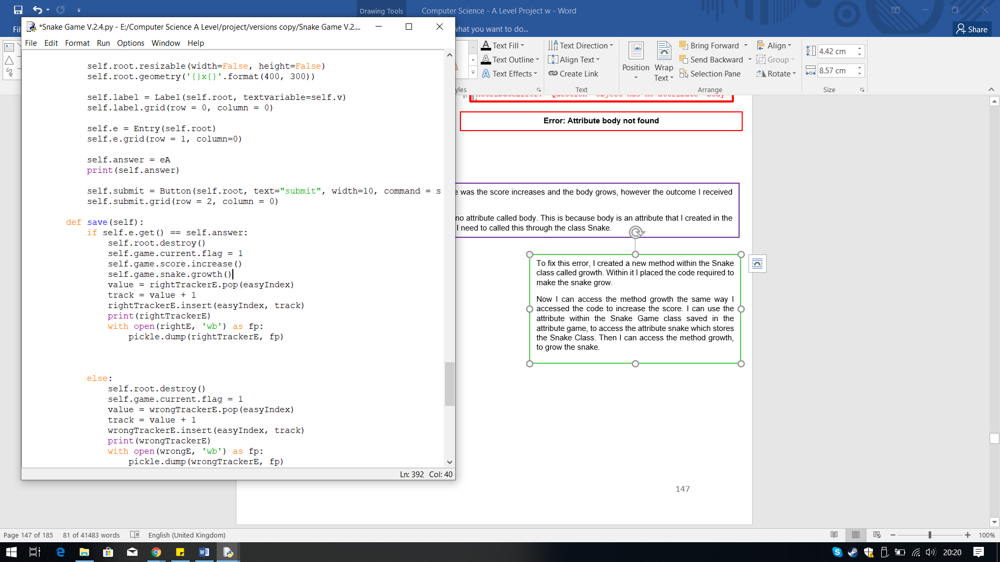 Drawing Tools
Computer Science - A Level Project w - Word
what you want to do...
Share
*Snake Game V.2.4.py - E:/Computer Science A Level/project/versions copy/Snake Game V.2....
File Edit Format Run Options Window Help
self.root.resizable(width=False, height=False)
self.root.geometry('{}x{}'.format(400, 300))
self.label = Label(self.root, textvariable=self.v)
self.label.grid(row = 0, column = 0)
self.e = Entry(self.root)
self.e.grid(row = 1, column=0)
self.answer = eA
print(self.answer)
self.submit = Button(self.root, text="submit", width=10, command = s
self.submit.grid(row = 2, column = 0)
def save(self):
if self.e.get() == self.answer:
self.root.destroy()
self.game.current.flag = 1
self.game.score.increase()
self.game.snake.growth()
value = rightTrackerE.pop(easyIndex)
track = value + 1
rightTrackerE.insert(easyIndex, track)
print(rightTrackerE)
with open(rightE, 'wb') as fp:
pickle.dump(rightTrackerE, fp)
else:
self.root.destroy()
self.game.current.flag = 1
value = wrongTrackerE.pop(easyIndex)
track = value + 1
wrongTrackerE.insert(easyIndex, track)
print(wrongTrackerE)
with open(wrongE, 'wb') as fp:
pickle.dump(wrongTrackerE, fp)
Ln: 392 Col: 40
Text Fill
Text Outline
Text Effects
Text Direction
Align Text
Create Link
Text
Position
Wrap
Text
Bring Forward
Send Backward
Selection Pane
Align
Group
Rotate
Arrange
4.42 cm
8.57 cm
Size
Error: Attribute body not found
was the score increases and the body grows, however the outcome I received
no attribute called body. This is because body is an attribute that I created in the
I need to called this through the class Snake.
To fix this error, I created a new method within the Snake
class called growth. Within it I placed the code required to
make the snake grow.
Now I can access the method growth the same way I
accessed the code to increase the score. I can use the
attribute within the Snake Game class saved in the
attribute game, to access the attribute snake which stores
the Snake Class. Then I can access the method growth,
to grow the snake.
147
Page 147 of 185 81 of 41483 words English (United Kingdom)
100%
20:20